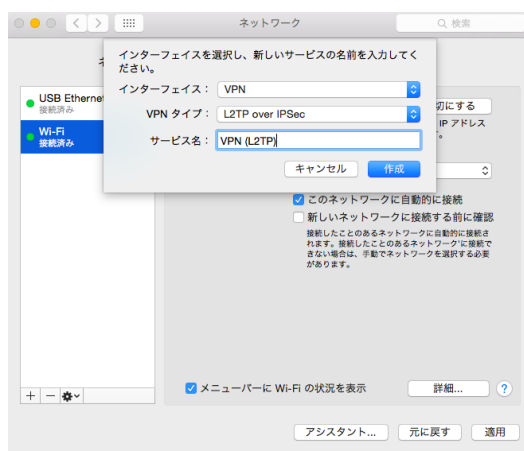 ネットワーク
検索
インターフェイスを選択し、新しいサービスの名前を入力してく
ださい。
インターフェイス: VPN
VPN タイプ: L2TP over IPSec
サービス名: VPN (L2TP)
キャンセル 作成
USB Etherne
接続済み
Wi-Fi
接続済み
切にする
IP アドレス
このネットワークに自動的に接続
新しいネットワークに接続する前に確認
接続したことのあるネットワークに自動的に接続さ
れます。接続したことのあるネットワークに接続で
きない場合は、手動でネットワークを選択する必要
があります。
メニューバーに Wi-Fi の状況を表示
詳細...
?
アシスタント... 元に戻す 適用